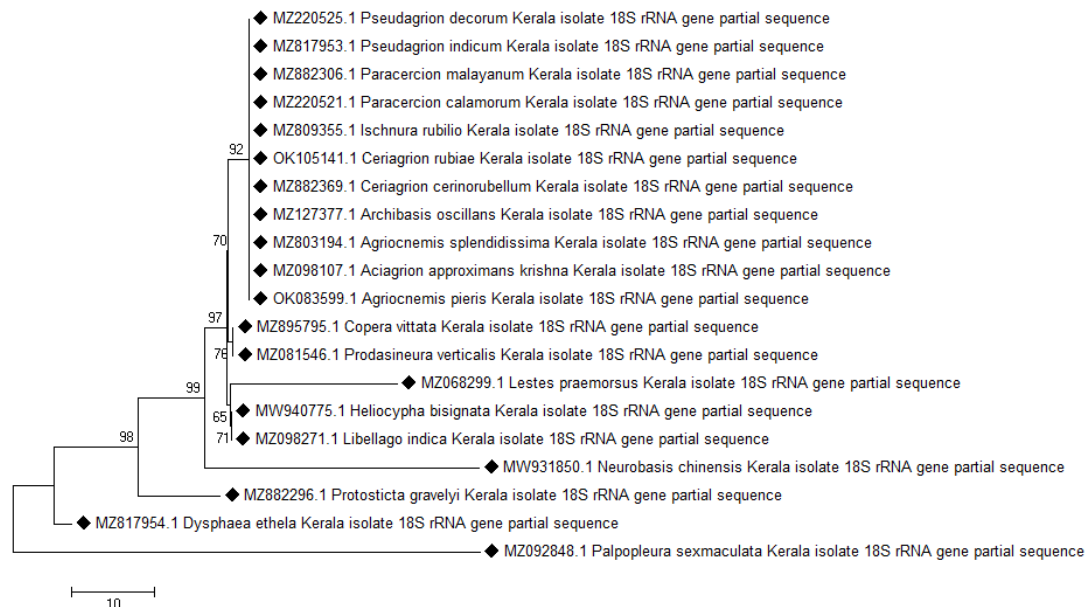 MZ220525.1 Pseudagrion decorum Kerala isolate 18S rRNA gene partial sequence
MZ817953.1 Pseudagrion indicum Kerala isolate 18S rRNA gene partial sequence
MZ882306.1 Paracercion malayanum Kerala isolate 18S rRNA gene partial sequence
MZ220521.1 Paracercion calamorum Kerala isolate 18S rRNA gene partial sequence
MZ809355.1 Ischnura rubilio Kerala isolate 18S rRNA gene partial sequence
92
OK105141.1 Ceriagrion rubiae Kerala isolate 18S rRNA gene partial sequence
MZ882369.1 Ceriagrion cerinorubellum Kerala isolate 18S rRNA gene partial sequence
MZ127377.1 Archibasis oscillans Kerala isolate 18S rRNA gene partial sequence
70
MZ803194.1 Agriocnemis splendidissima Kerala isolate 18S rRNA gene partial sequence
MZ098107.1 Aciagrion approximans krishna Kerala isolate 18S rRNA gene partial sequence
OK083599.1 Agriocnemis pieris Kerala isolate 18S rRNA gene partial sequence
97
MZ895795.1 Copera vittata Kerala isolate 18S rRNA gene partial sequence
76
MZ081546.1 Prodasineura verticalis Kerala isolate 18S rRNA gene partial sequence
99
MZ068299.1 Lestes praemorsus Kerala isolate 18S rRNA gene partial sequence
65
MW940775.1 Heliocypha bisignata Kerala isolate 18S rRNA gene partial sequence
98
71
MZ098271.1 Libellago indica Kerala isolate 18S rRNA gene partial sequence
MW931850.1 Neurobasis chinensis Kerala isolate 18S rRNA gene partial sequence
MZ882296.1 Protosticta gravelyi Kerala isolate 18S rRNA gene partial sequence
MZ817954.1 Dysphaea ethela Kerala isolate 18S rRNA gene partial sequence
MZ092848.1 Palpopleura sexmaculata Kerala isolate 18S rRNA gene partial sequence
10